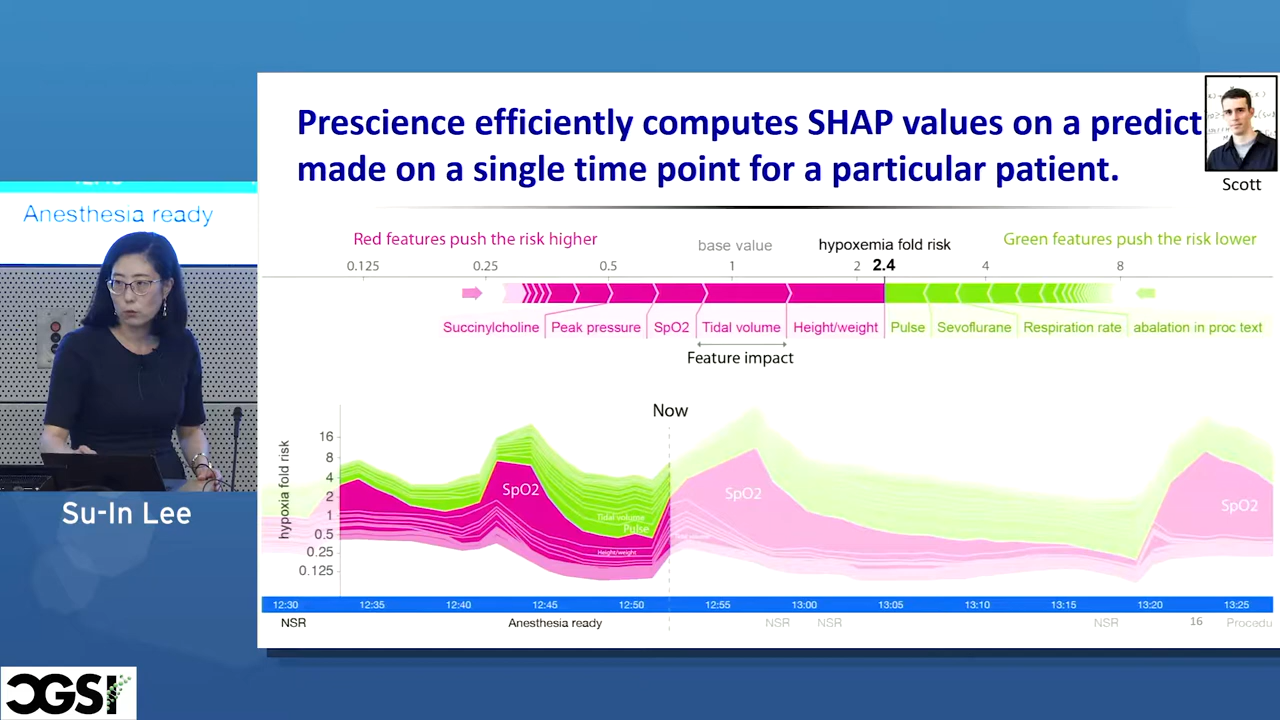 Prescience efficiently computes SHAP values on a predict
made on a single time point for a particular patient.
Scott
Anesthesia ready
Su-In Lee
Red features push the risk higher
base value
hypoxemia fold risk
Green features push the risk lower
0.125 0.25 0.5 1 2 2.4 4 8
Succinylcholine Peak pressure SpO2 Tidal volume Height/weight Pulse Sevoflurane Respiration rate abalation in proc text
Feature impact
Now
hypoxia fold risk
16
8
4
2
1
0.5
0.25
0.125
SpO2
Tidal volume
Pulse
Height/weight
SpO2
SpO2
12:30 12:35 12:40 12:45 12:50 12:55 13:00 13:05 13:10 13:15 13:20 13:25
NSR Anesthesia ready NSR NSR NSR 16 Procedu
CGSI